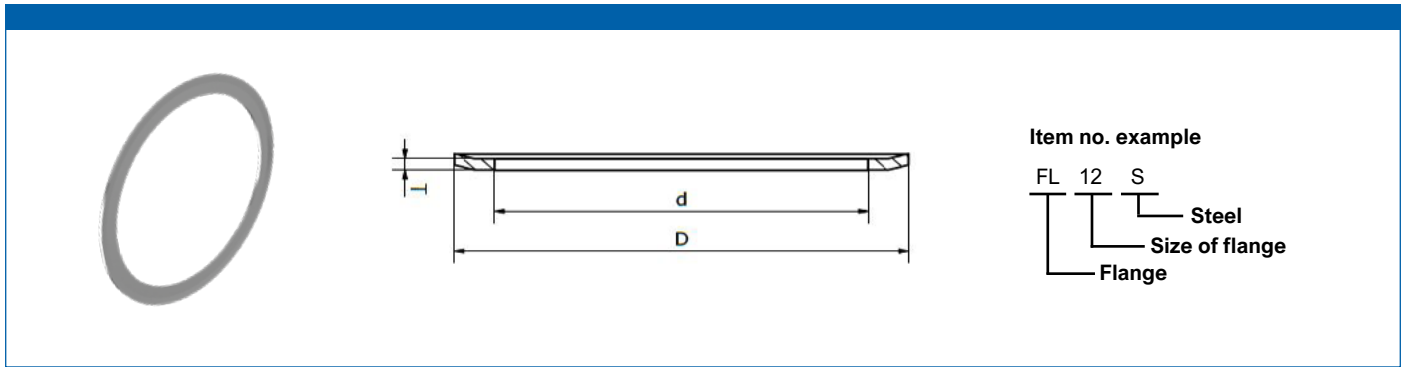 T
d
D
Item no. example
FL 12 S
Steel
Size of flange
Flange